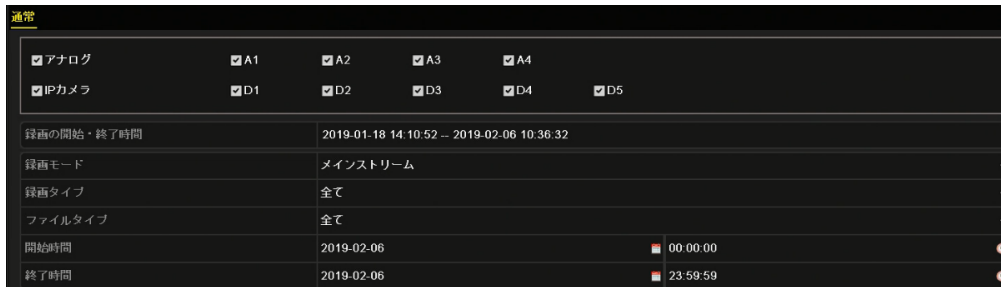 通常
アナログ A1 A2 A3 A4
IPカメラ D1 D2 D3 D4 D5
録画の開始・終了時間 2019-01-18 14:10:52 -- 2019-02-06 10:36:32
録画モード メインストリーム
録画タイプ 全て
ファイルタイプ 全て
開始時間 2019-02-06 00:00:00
終了時間 2019-02-06 23:59:59